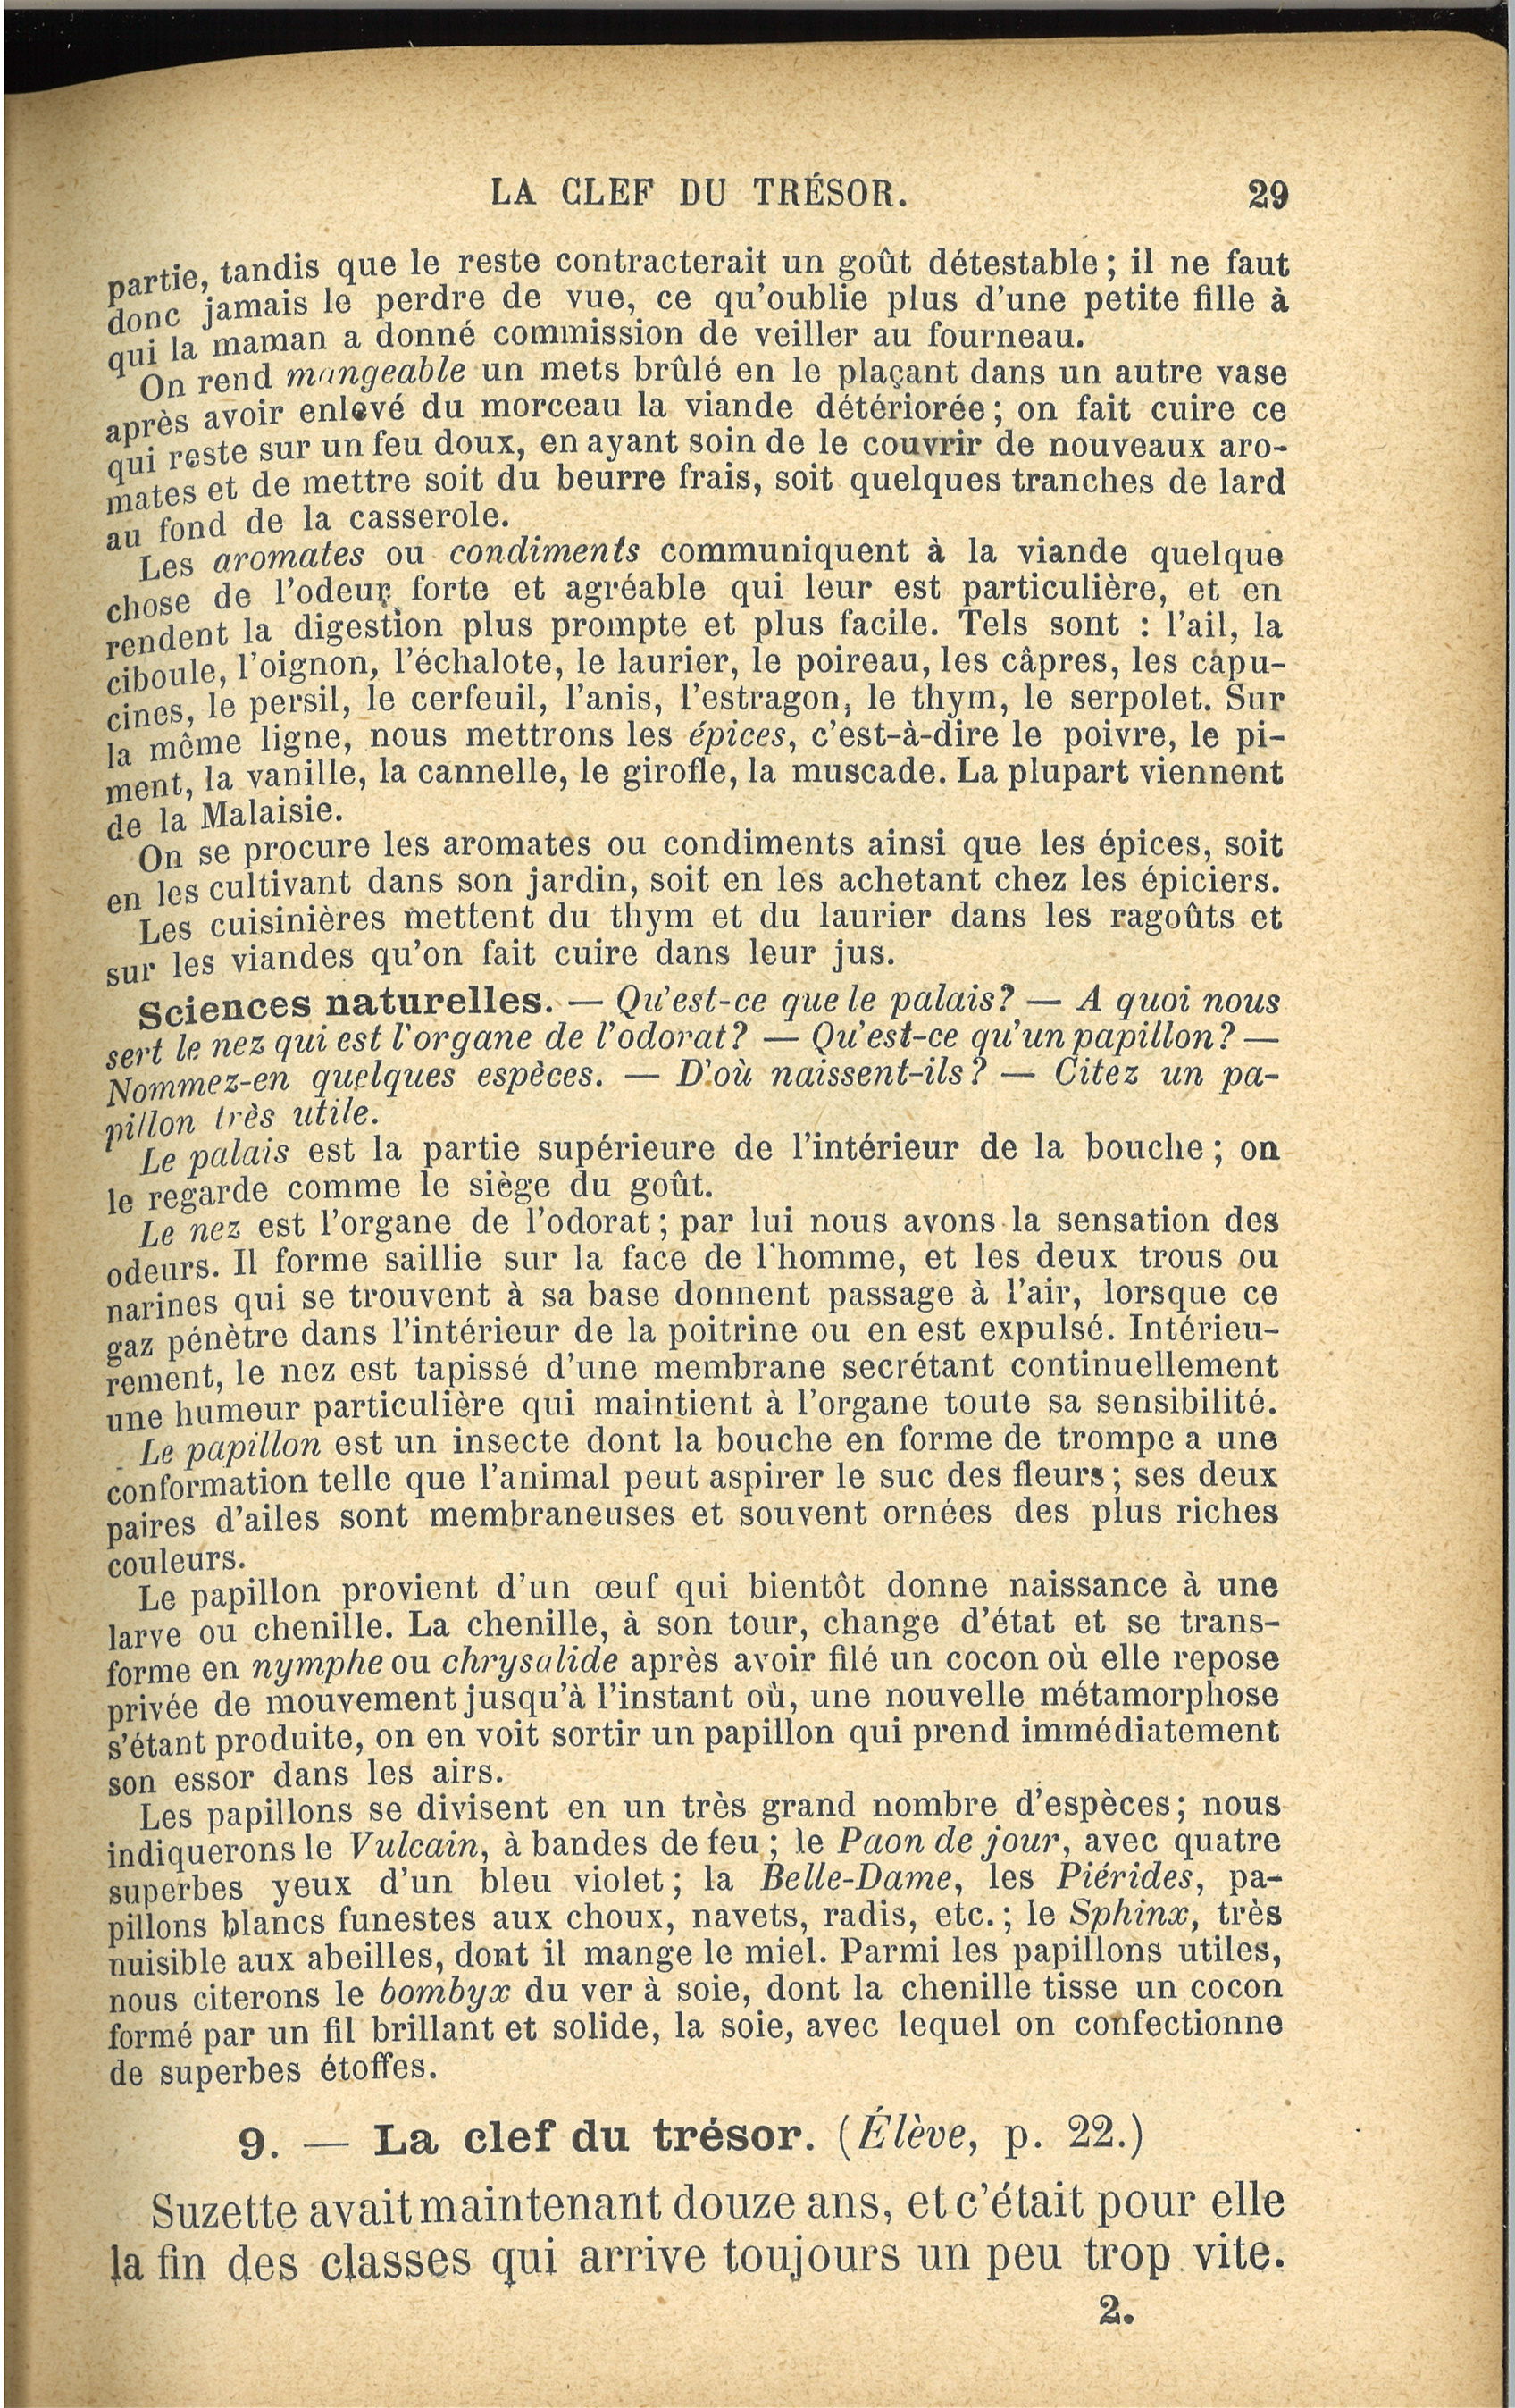 LA CLEF DU TRÉSOR. 29
partie, tandis que le reste contracterait un goût détestable; il ne faut
donc jamais le perdre de vue, ce qu'oublie plus d'une petite fille à
qui la maman a donné commission de veiller au fourneau.
On rend mangeable un mets brûlé en le plaçant dans un autre vase
après avoir enlevé du morceau la viande détériorée; on fait cuire ce
qui reste sur un feu doux, en ayant soin de le couvrir de nouveaux aro-
mates et de mettre soit du beurre frais, soit quelques tranches de lard
au fond de la casserole.
Les aromates ou condiments communiquent à la viande quelque
chose de l'odeur forte et agréable qui leur est particulière, et en
rendent la digestion plus prompte et plus facile. Tels sont : l'ail, la
ciboule, l'oignon, l'échalote, le laurier, le poireau, les câpres, les capu-
cines, le persil, le cerfeuil, l'anis, l'estragon, le thym, le serpolet. Sur
la même ligne, nous mettrons les épices, c'est-à-dire le poivre, le pi-
ment, la vanille, la cannelle, le girofle, la muscade. La plupart viennent
de la Malaisie.
On se procure les aromates ou condiments ainsi que les épices, soit
en les cultivant dans son jardin, soit en les achetant chez les épiciers.
Les cuisinières mettent du thym et du laurier dans les ragoûts et
sur les viandes qu'on fait cuire dans leur jus.
Sciences naturelles. — Qu'est-ce que le palais? — A quoi nous
sert le nez qui est l'organe de l'odorat? — Qu'est-ce qu'un papillon? —
Nommez-en quelques espèces. — D'où naissent-ils? — Citez un pa-
pillon très utile.
Le palais est la partie supérieure de l'intérieur de la bouche; on
le regarde comme le siège du goût.
Le nez est l'organe de l'odorat; par lui nous avons la sensation des
odeurs. Il forme saillie sur la face de l'homme, et les deux trous ou
narines qui se trouvent à sa base donnent passage à l'air, lorsque ce
gaz pénètre dans l'intérieur de la poitrine ou en est expulsé. Intérieu-
rement, le nez est tapissé d'une membrane secrétant continuellement
une humeur particulière qui maintient à l'organe toute sa sensibilité.
Le papillon est un insecte dont la bouche en forme de trompe a une
conformation telle que l'animal peut aspirer le suc des fleurs; ses deux
paires d'ailes sont membraneuses et souvent ornées des plus riches
couleurs.
Le papillon provient d'un œuf qui bientôt donne naissance à une
larve ou chenille. La chenille, à son tour, change d'état et se trans-
forme en nymphe ou chrysalide après avoir filé un cocon où elle repose
privée de mouvement jusqu'à l'instant où, une nouvelle métamorphose
s'étant produite, on en voit sortir un papillon qui prend immédiatement
son essor dans les airs.
Les papillons se divisent en un très grand nombre d'espèces; nous
indiquerons le Vulcain, à bandes de feu; le Paon de jour, avec quatre
superbes yeux d'un bleu violet; la Belle-Dame, les Piérides, pa-
pillons blancs funestes aux choux, navets, radis, etc.; le Sphinx, très
nuisible aux abeilles, dont il mange le miel. Parmi les papillons utiles,
nous citerons le bombyx du ver à soie, dont la chenille tisse un cocon
formé par un fil brillant et solide, la soie, avec lequel on confectionne
de superbes étoffes.
9. — La clef du trésor. (Élève, p. 22.)
Suzette avait maintenant douze ans, et c'était pour elle
la fin des classes qui arrive toujours un peu trop vite.
2.